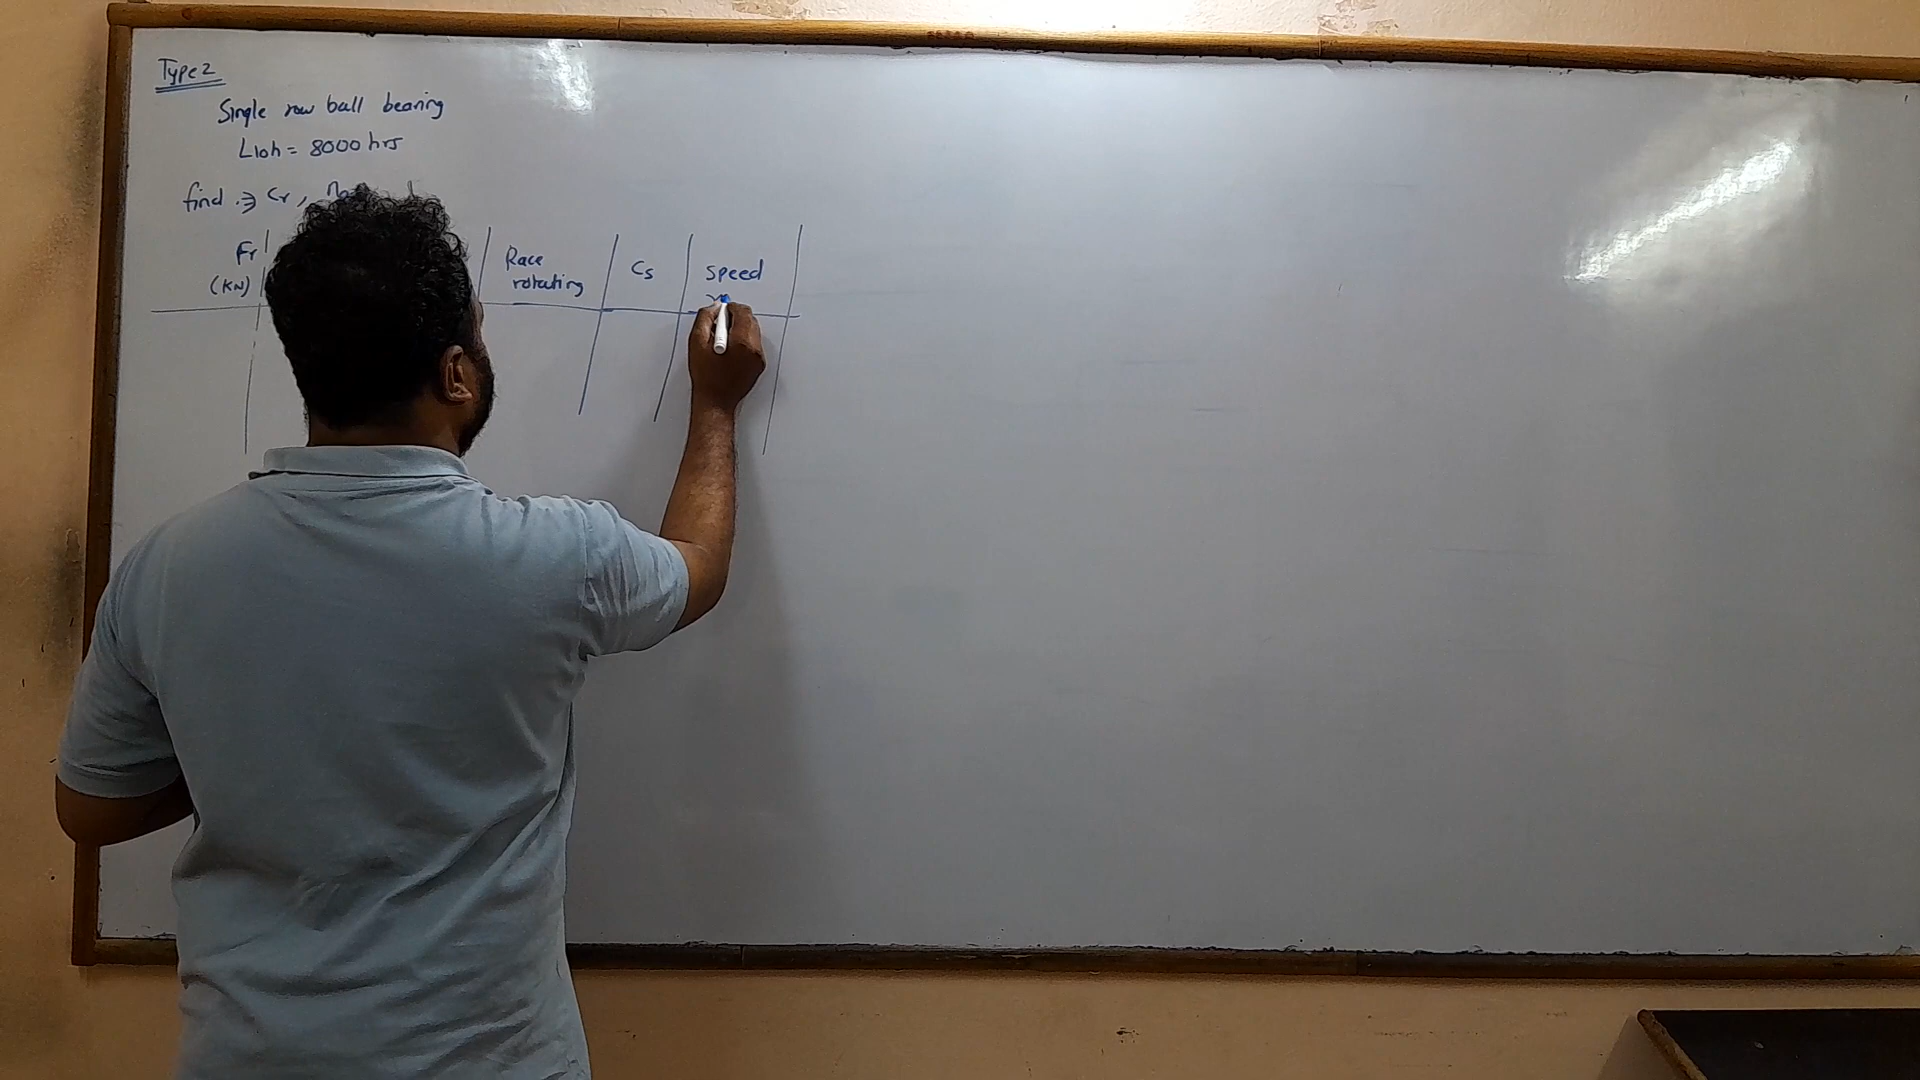 Type 2
Single row ball bearing
L10h = 8000 hrs
find ⇒ Cr,
Fr
(KN)
Race
rotating
Cs
speed